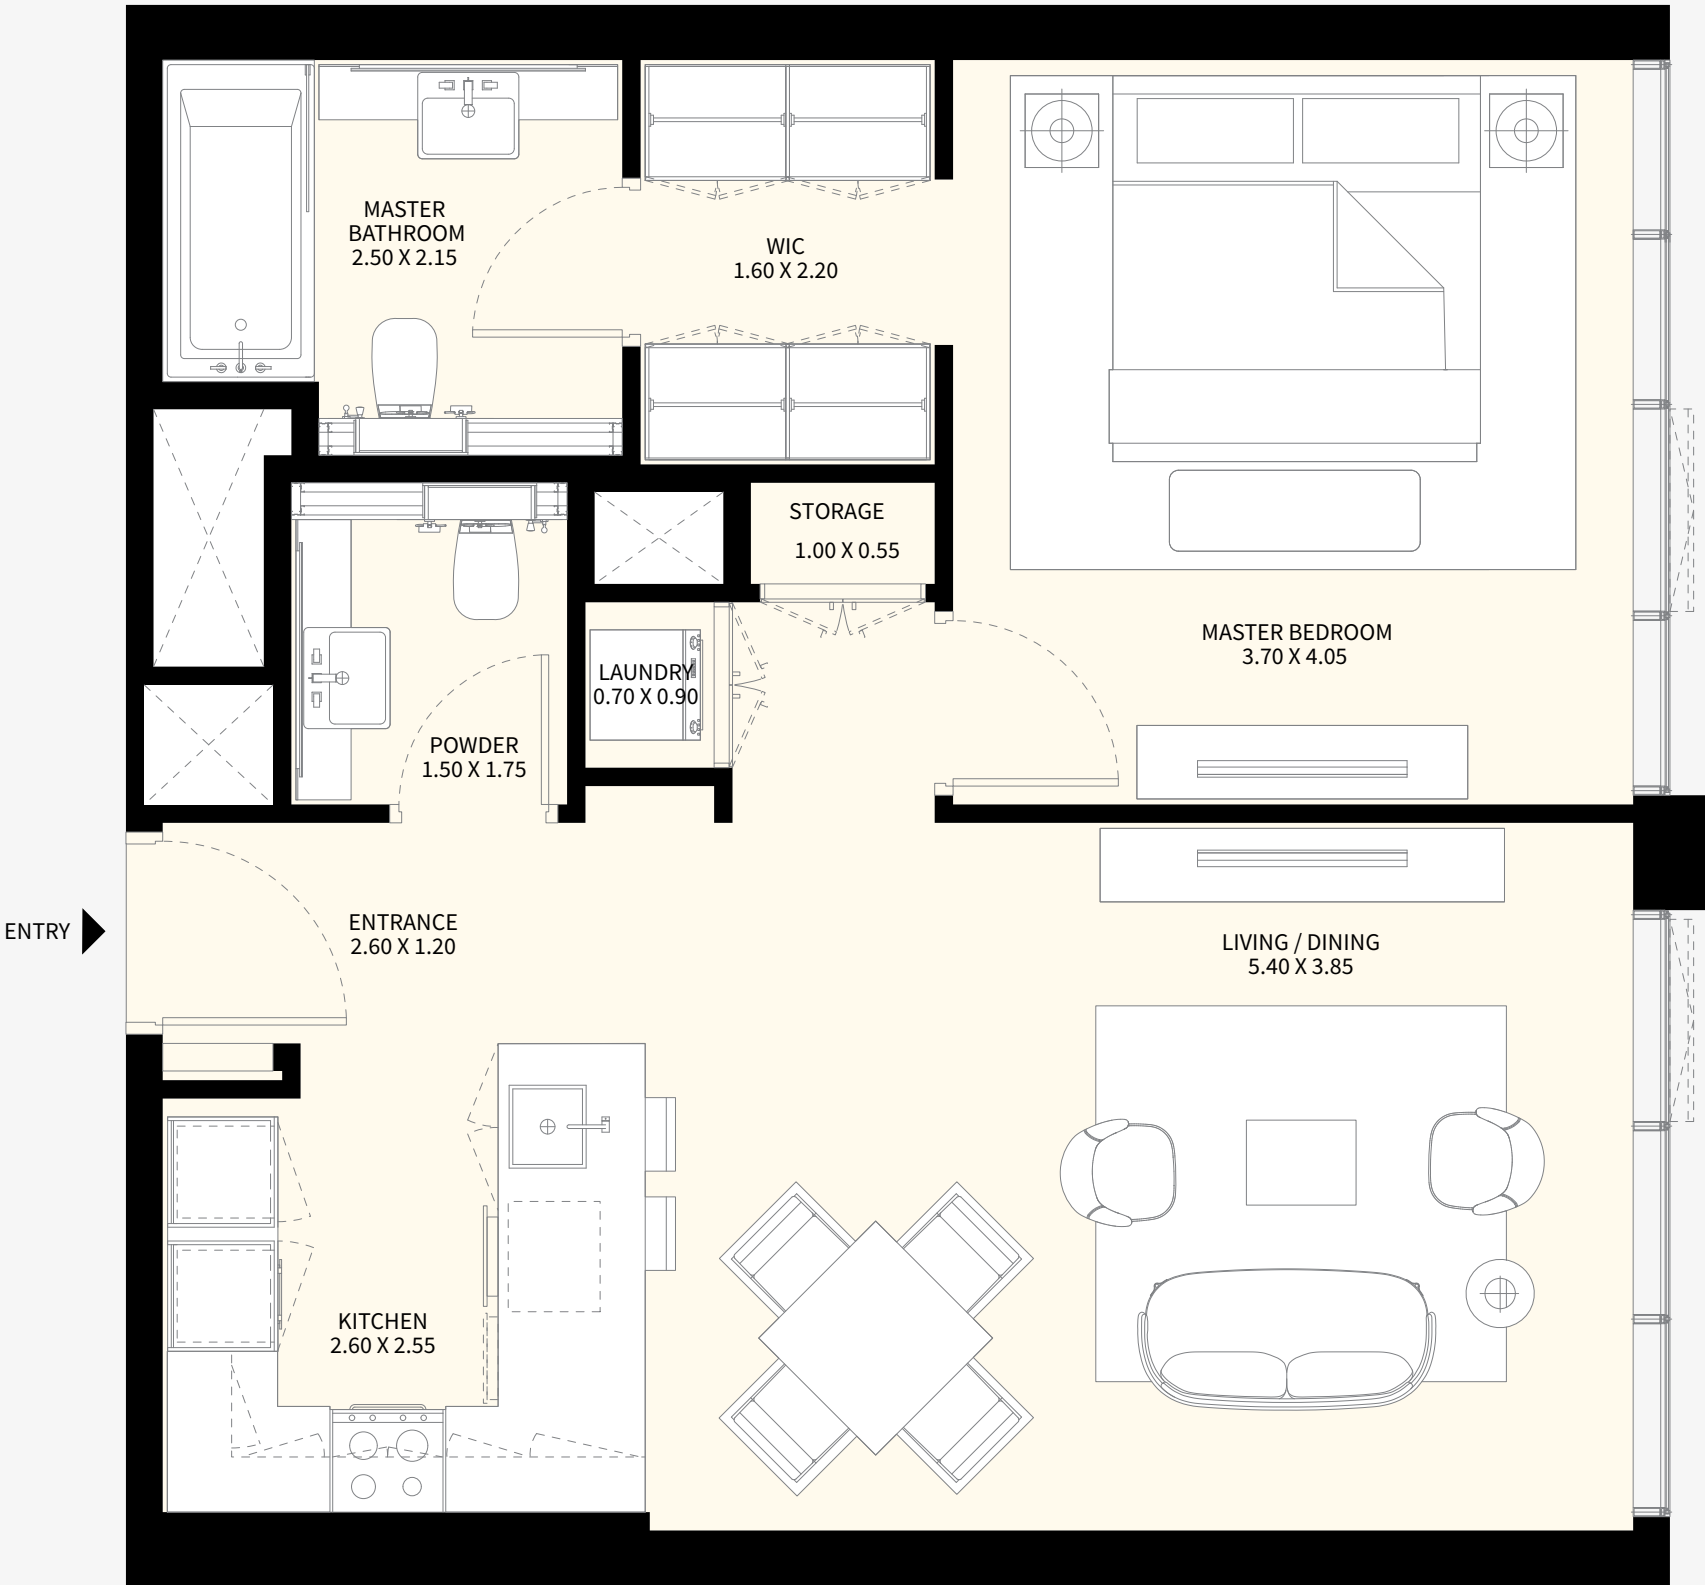 MASTER
BATHROOM
2.50 X 2.15
WIC
1.60 X 2.20
STORAGE
1.00 X 0.55
MASTER BEDROOM
3.70 X 4.05
LAUNDRY
0.70 X 0.90
POWDER
1.50 X 1.75
ENTRY
ENTRANCE
2.60 X 1.20
LIVING / DINING
5.40 X 3.85
KITCHEN
2.60 X 2.55